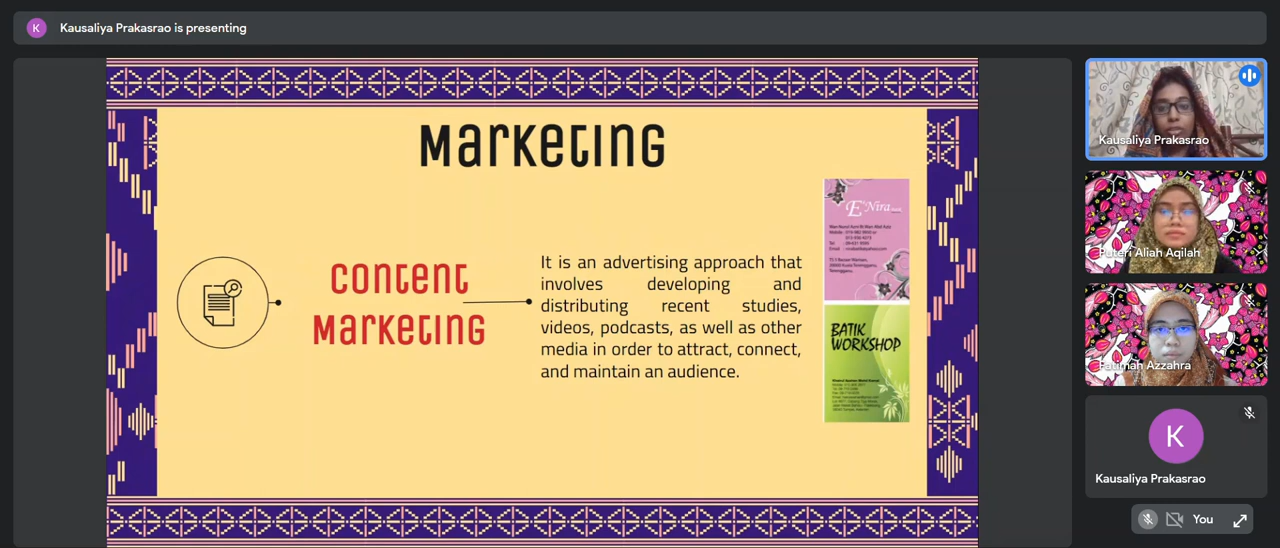 K
Kausaliya Prakasrao is presenting
Marketing
Content
Marketing
It is an advertising approach that
involves developing and
distributing recent studies,
videos, podcasts, as well as other
media in order to attract, connect,
and maintain an audience.
BATIK
WORKSHOP
Kausaliya Prakasrao
Puteri Aliah Aqilah
Fatimah Azzahra
K
Kausaliya Prakasrao
You